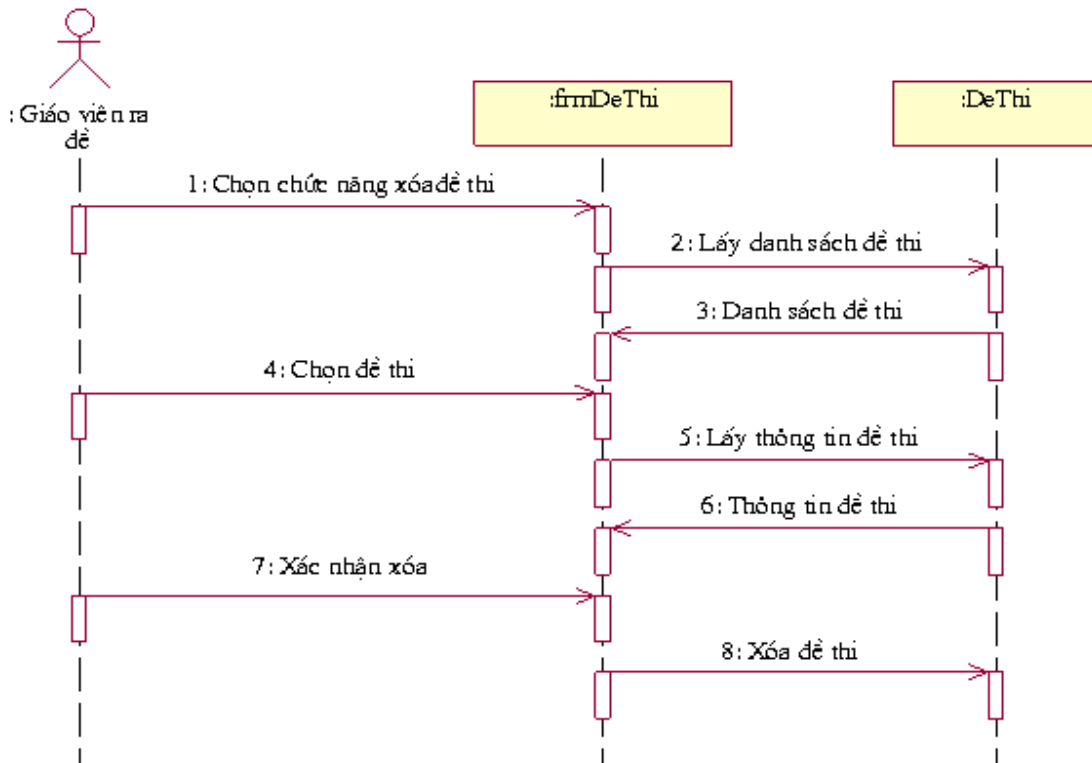 : Giáo viên ra
đề
:frmDeThi
:DeThi
1: Chọn chức năng xóa đề thi
2: Lấy danh sách đề thi
3: Danh sách đề thi
4: Chọn đề thi
5: Lấy thông tin đề thi
6: Thông tin đề thi
7: Xác nhận xóa
8: Xóa đề thi